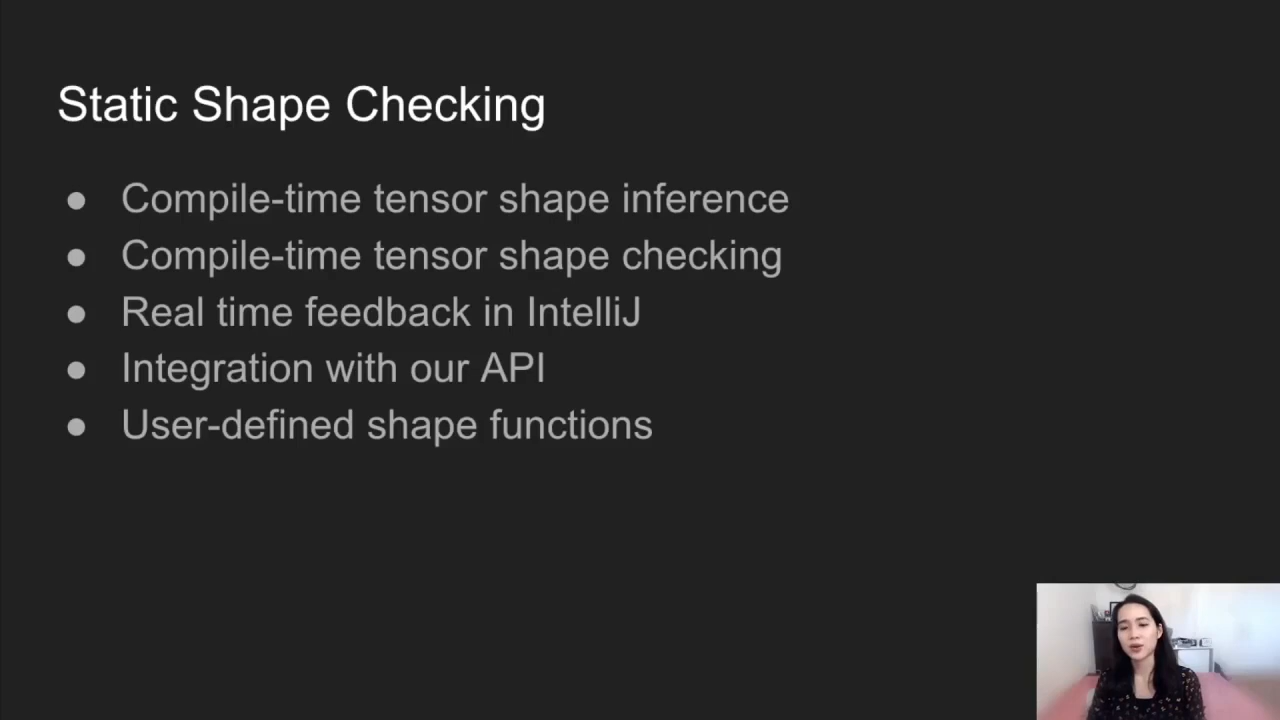 Static Shape Checking
● Compile-time tensor shape inference
● Compile-time tensor shape checking
● Real time feedback in IntelliJ
● Integration with our API
● User-defined shape functions